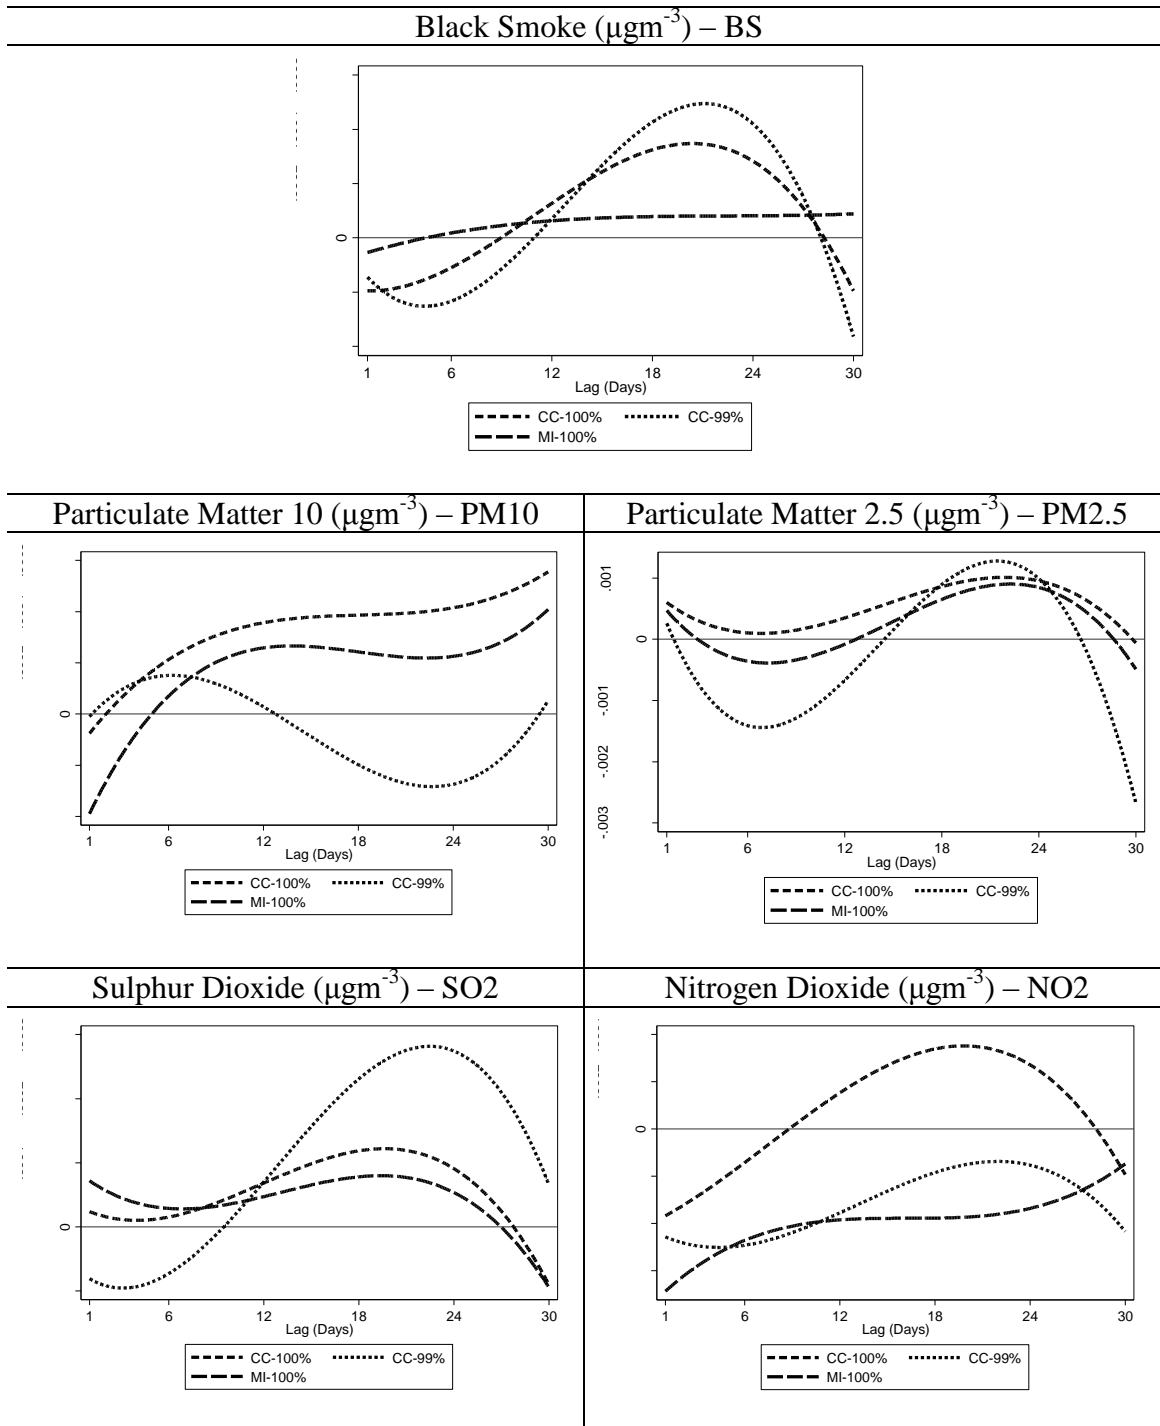 Black Smoke (μgm⁻³) – BS
0
1 6 12 18 24 30
Lag (Days)
CC-100% CC-99%
MI-100%
Particulate Matter 10 (μgm⁻³) – PM10
0
1 6 12 18 24 30
Lag (Days)
CC-100% CC-99%
MI-100%
Particulate Matter 2.5 (μgm⁻³) – PM2.5
.001
0
-.001
-.002
-.003
1 6 12 18 24 30
Lag (Days)
CC-100% CC-99%
MI-100%
Sulphur Dioxide (μgm⁻³) – SO2
0
1 6 12 18 24 30
Lag (Days)
CC-100% CC-99%
MI-100%
Nitrogen Dioxide (μgm⁻³) – NO2
0
1 6 12 18 24 30
Lag (Days)
CC-100% CC-99%
MI-100%